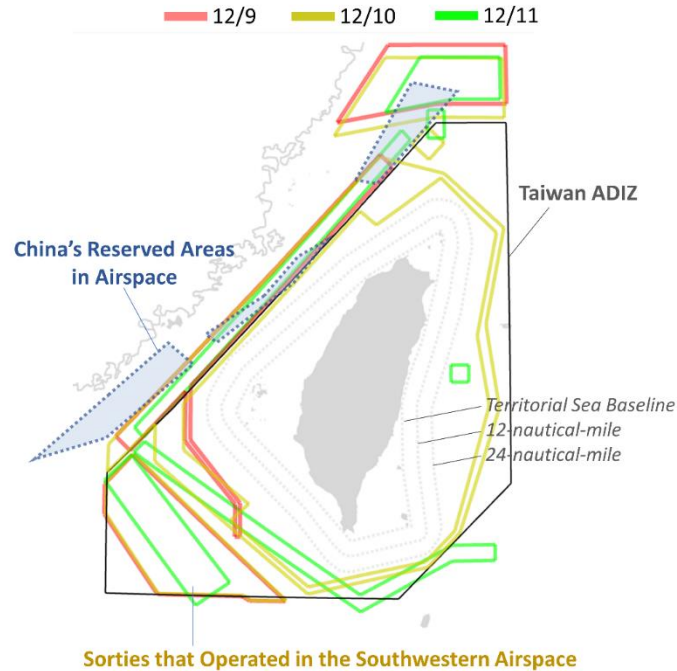 12/9 12/10 12/11
Taiwan ADIZ
China's Reserved Areas
in Airspace
Territorial Sea Baseline
12-nautical-mile
24-nautical-mile
Sorties that Operated in the Southwestern Airspace